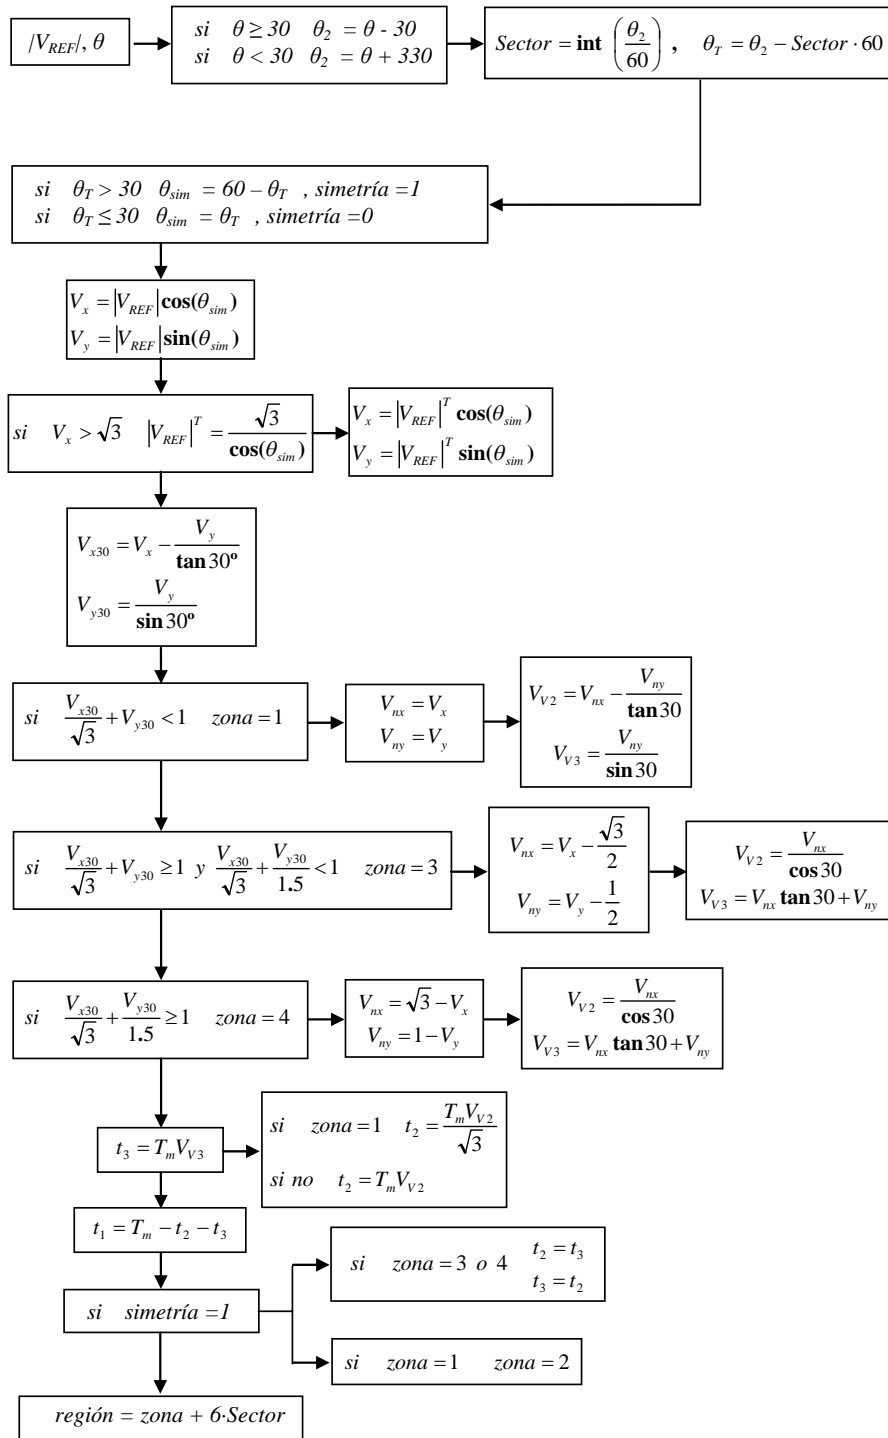 |V_REF|, θ
si θ ≥ 30 θ_2 = θ - 30
si θ < 30 θ_2 = θ + 330
Sector = int (θ_2/60) , θ_T = θ_2 − Sector · 60
si θ_T > 30 θ_sim = 60 − θ_T , simetría =1
si θ_T ≤ 30 θ_sim = θ_T , simetría =0
V_x = |V_REF| cos(θ_sim)
V_y = |V_REF| sin(θ_sim)
si V_x > √3 |V_REF|^T = √3/cos(θ_sim)
V_x = |V_REF|^T cos(θ_sim)
V_y = |V_REF|^T sin(θ_sim)
V_x30 = V_x − V_y/tan 30º
V_y30 = V_y/sin 30º
si V_x30/√3 + V_y30 < 1 zona = 1
V_nx = V_x
V_ny = V_y
V_V2 = V_nx − V_ny/tan 30
V_V3 = V_ny/sin 30
si V_x30/√3 + V_y30 ≥ 1 y V_x30/√3 + V_y30/1.5 < 1 zona = 3
V_nx = V_x − √3/2
V_ny = V_y − 1/2
V_V2 = V_nx/cos 30
V_V3 = V_nx tan 30 + V_ny
si V_x30/√3 + V_y30/1.5 ≥ 1 zona = 4
V_nx = √3 − V_x
V_ny = 1 − V_y
V_V2 = V_nx/cos 30
V_V3 = V_nx tan 30 + V_ny
t_3 = T_m V_V3
si zona = 1 t_2 = T_m V_V2/√3
si no t_2 = T_m V_V2
t_1 = T_m − t_2 − t_3
si zona = 3 o 4 t_2 = t_3
t_3 = t_2
si simetría =1
si zona = 1 zona = 2
región = zona + 6·Sector